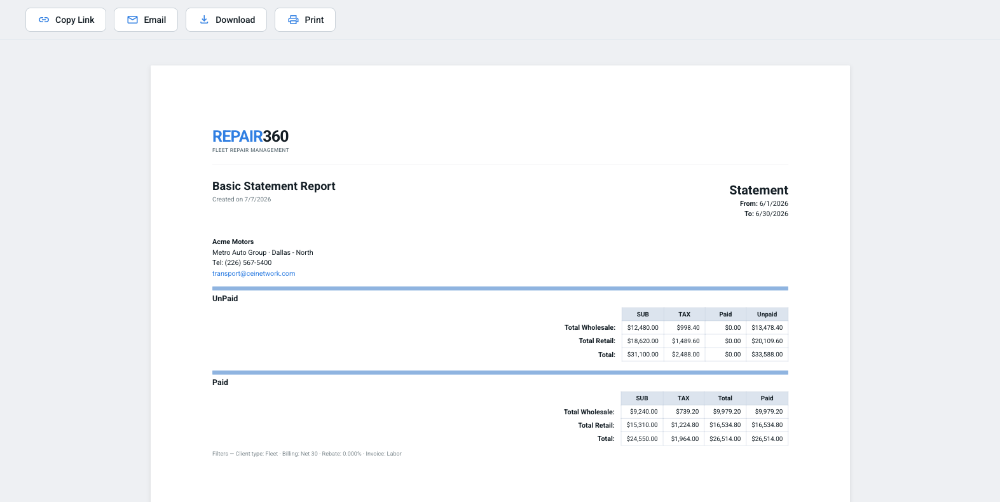 Copy Link Email Download Print
REPAIR360
FLEET REPAIR MANAGEMENT
Basic Statement Report
Created on 7/7/2026
Statement
From: 6/1/2026
To: 6/30/2026
Acme Motors
Metro Auto Group · Dallas - North
Tel: (226) 567-5400
transport@ceinetwork.com
UnPaid
SUB TAX Paid Unpaid
Total Wholesale: $12,480.00 $998.40 $0.00 $13,478.40
Total Retail: $18,620.00 $1,489.60 $0.00 $20,109.60
Total: $31,100.00 $2,488.00 $0.00 $33,588.00
Paid
SUB TAX Total Paid
Total Wholesale: $9,240.00 $739.20 $9,979.20 $9,979.20
Total Retail: $15,310.00 $1,224.80 $16,534.80 $16,534.80
Total: $24,550.00 $1,964.00 $26,514.00 $26,514.00
Filters — Client type: Fleet · Billing: Net 30 · Rebate: 0.000% · Invoice: Labor